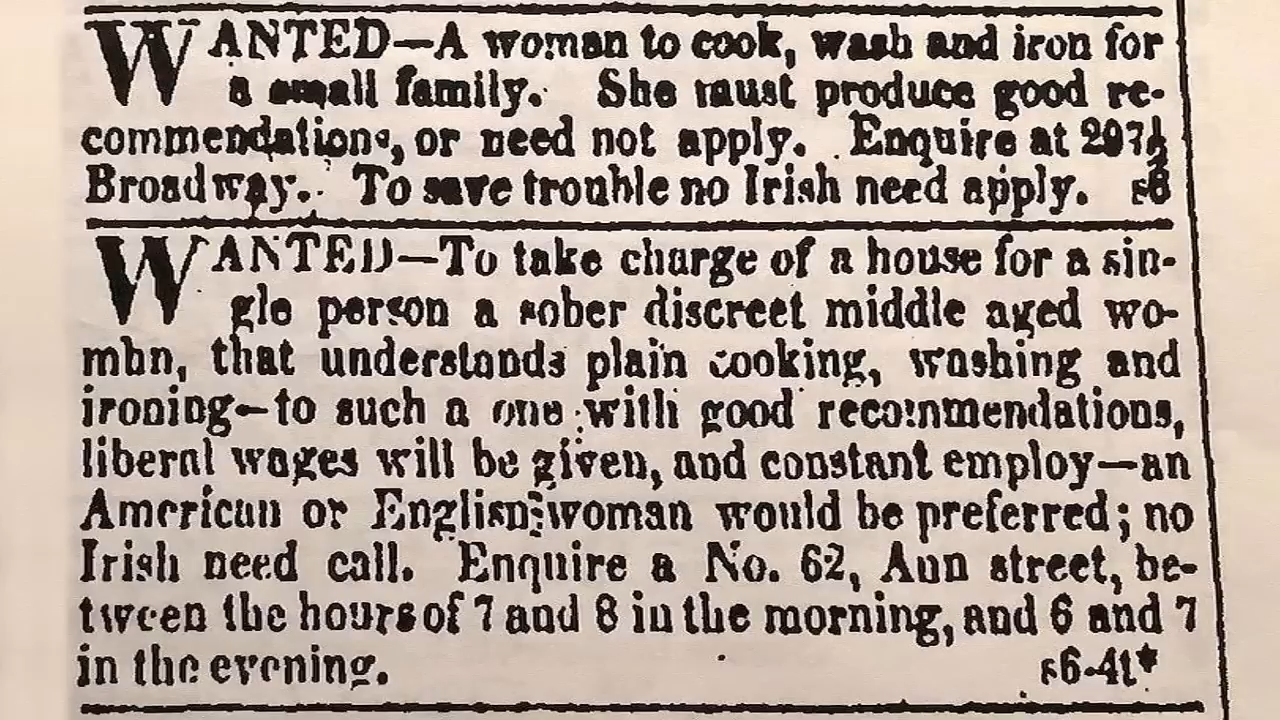 WANTED—A woman to cook, wash and iron for
a small family. She must produce good re-
commendations, or need not apply. Enquire at 297½
Broadway. To save trouble no Irish need apply. s6
WANTED—To take charge of a house for a sin-
gle person a sober discreet middle aged wo-
mbn, that understands plain cooking, washing and
ironing—to such a one with good recommendations,
liberal wages will be given, and constant employ—an
American or English woman would be preferred; no
Irish need call. Enquire a No. 62, Ann street, be-
tween the hours of 7 and 8 in the morning, and 6 and 7
in the evening. s6-4t*